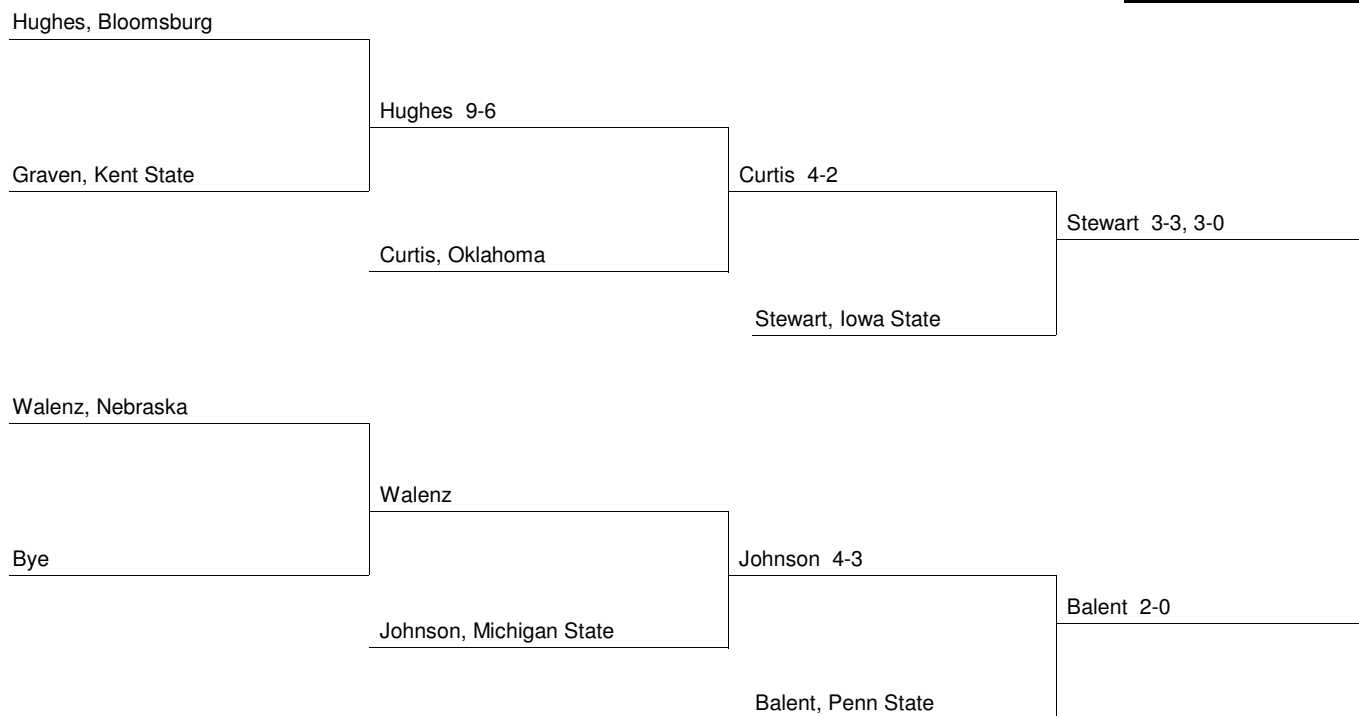 Hughes, Bloomsburg
Hughes 9-6
Graven, Kent State
Curtis 4-2
Stewart 3-3, 3-0
Curtis, Oklahoma
Stewart, Iowa State
Walenz, Nebraska
Walenz
Bye
Johnson 4-3
Balent 2-0
Johnson, Michigan State
Balent, Penn State